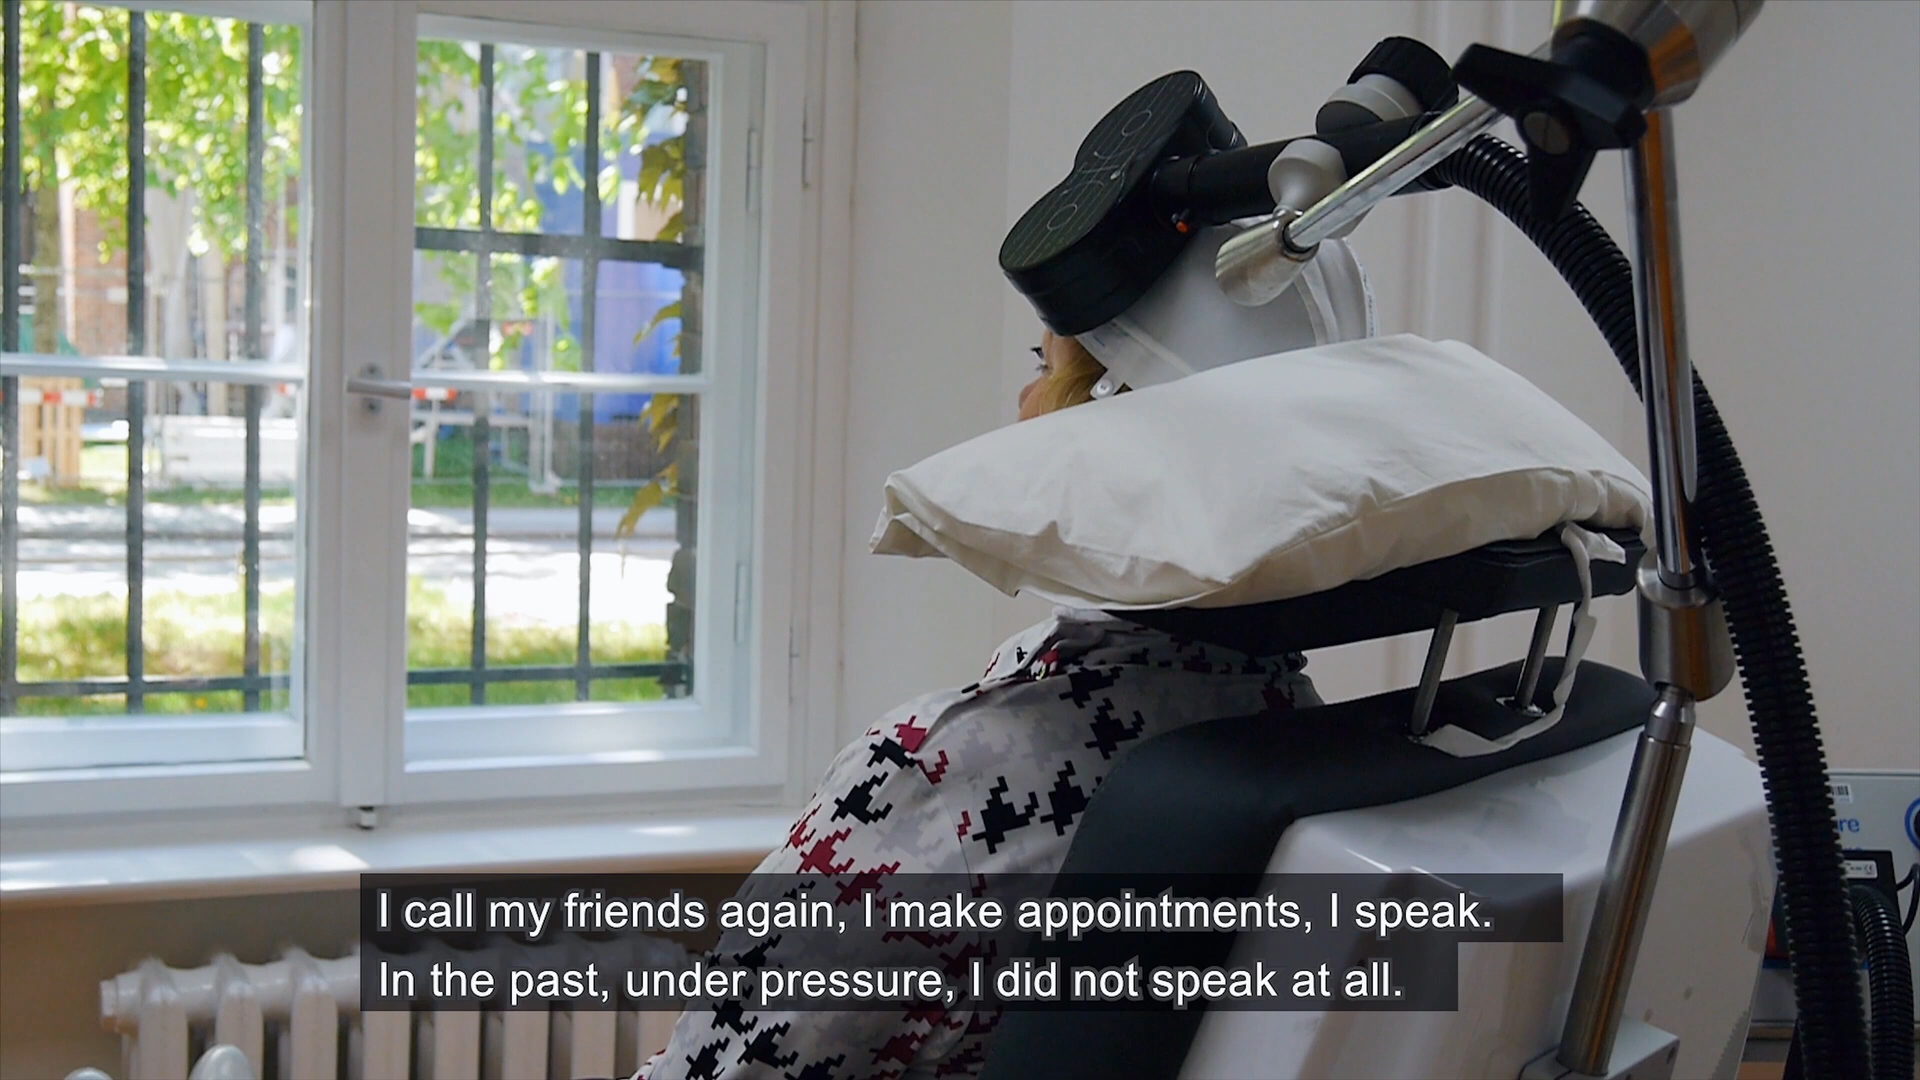 I call my friends again, I make appointments, I speak.
In the past, under pressure, I did not speak at all.